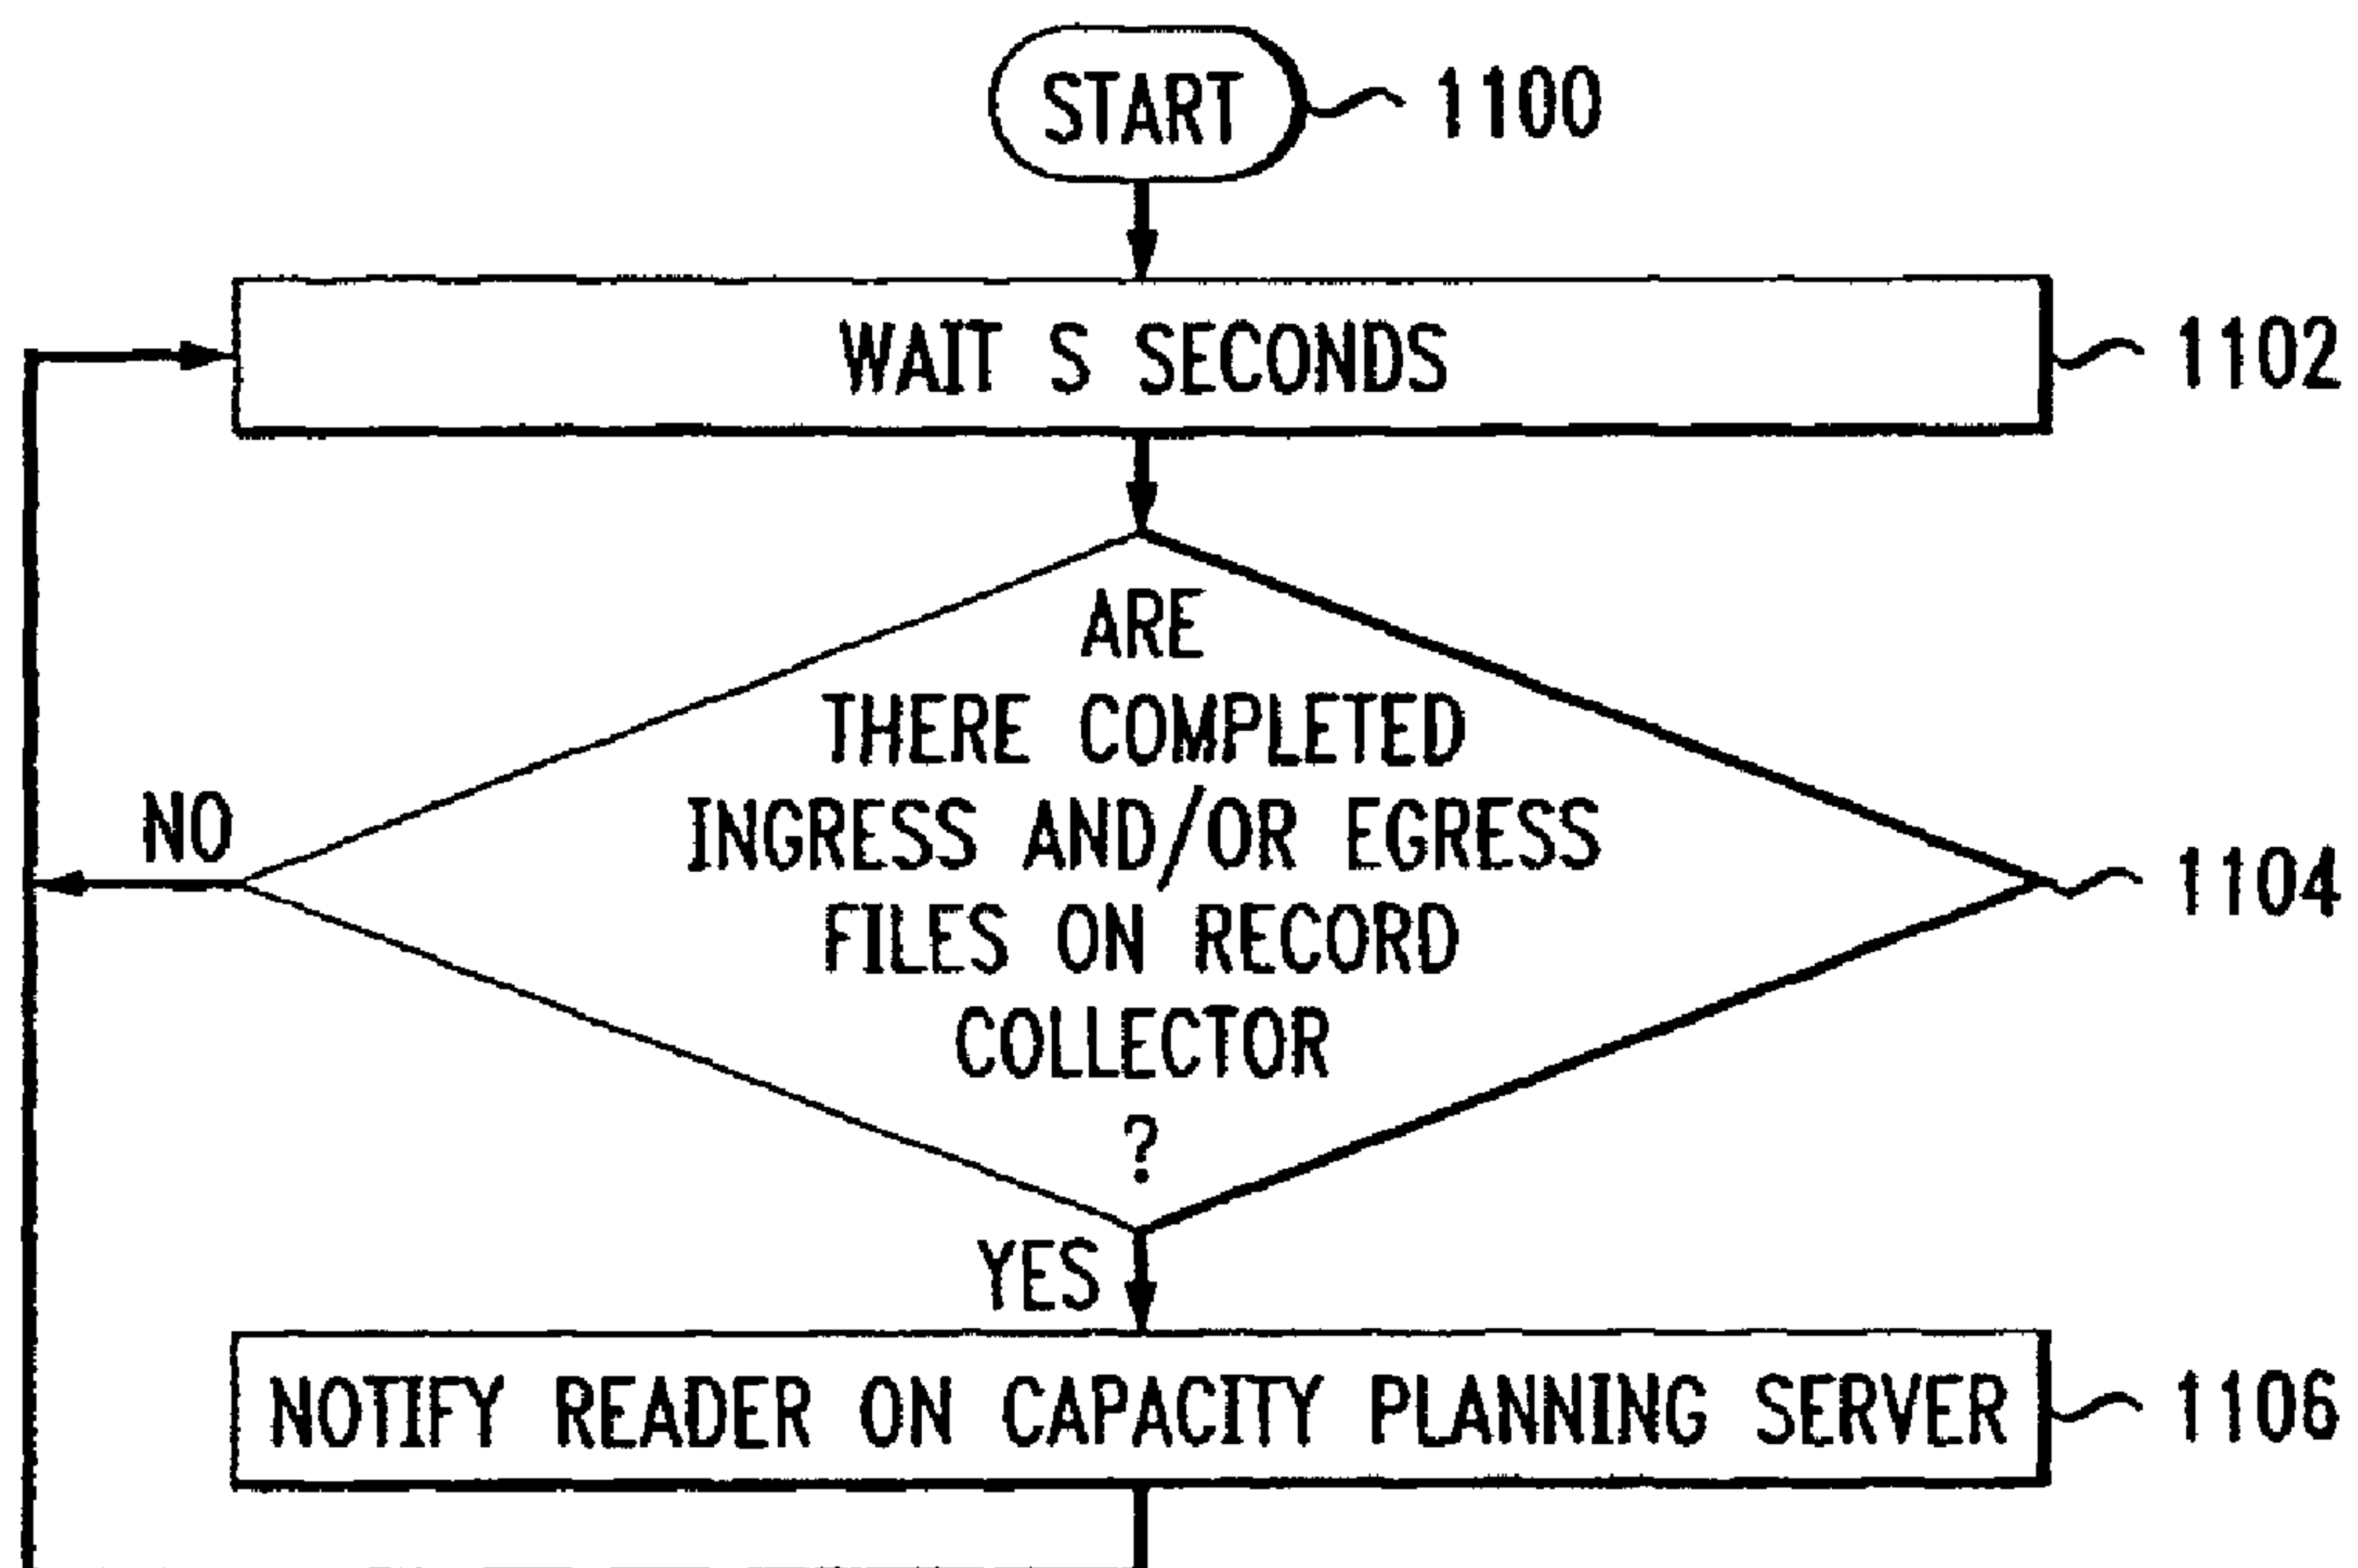 START
1100
WAIT S SECONDS
1102
ARE
THERE COMPLETED
INGRESS AND/OR EGRESS
FILES ON RECORD
COLLECTOR
?
1104
NO
YES
NOTIFY READER ON CAPACITY PLANNING SERVER
1106